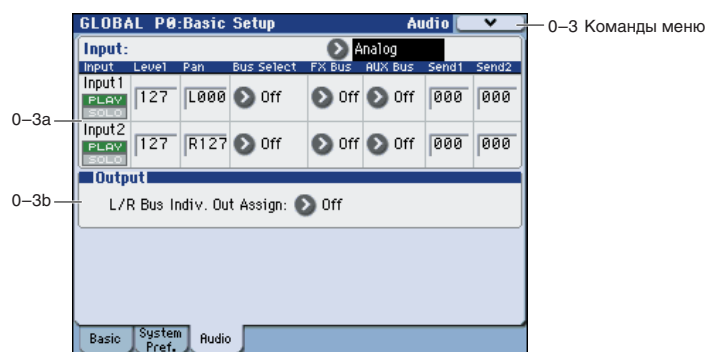 GLOBAL P0:Basic Setup Audio
0–3 Команды меню
Input: Analog
Input Level Pan Bus Select FX Bus AUX Bus Send1 Send2
Input1
PLAY 127 L000 Off Off Off 000 000
SOLO
0–3a
Input2
PLAY 127 R127 Off Off Off 000 000
SOLO
Output
0–3b
L/R Bus Indiv. Out Assign: Off
Basic System Pref. Audio